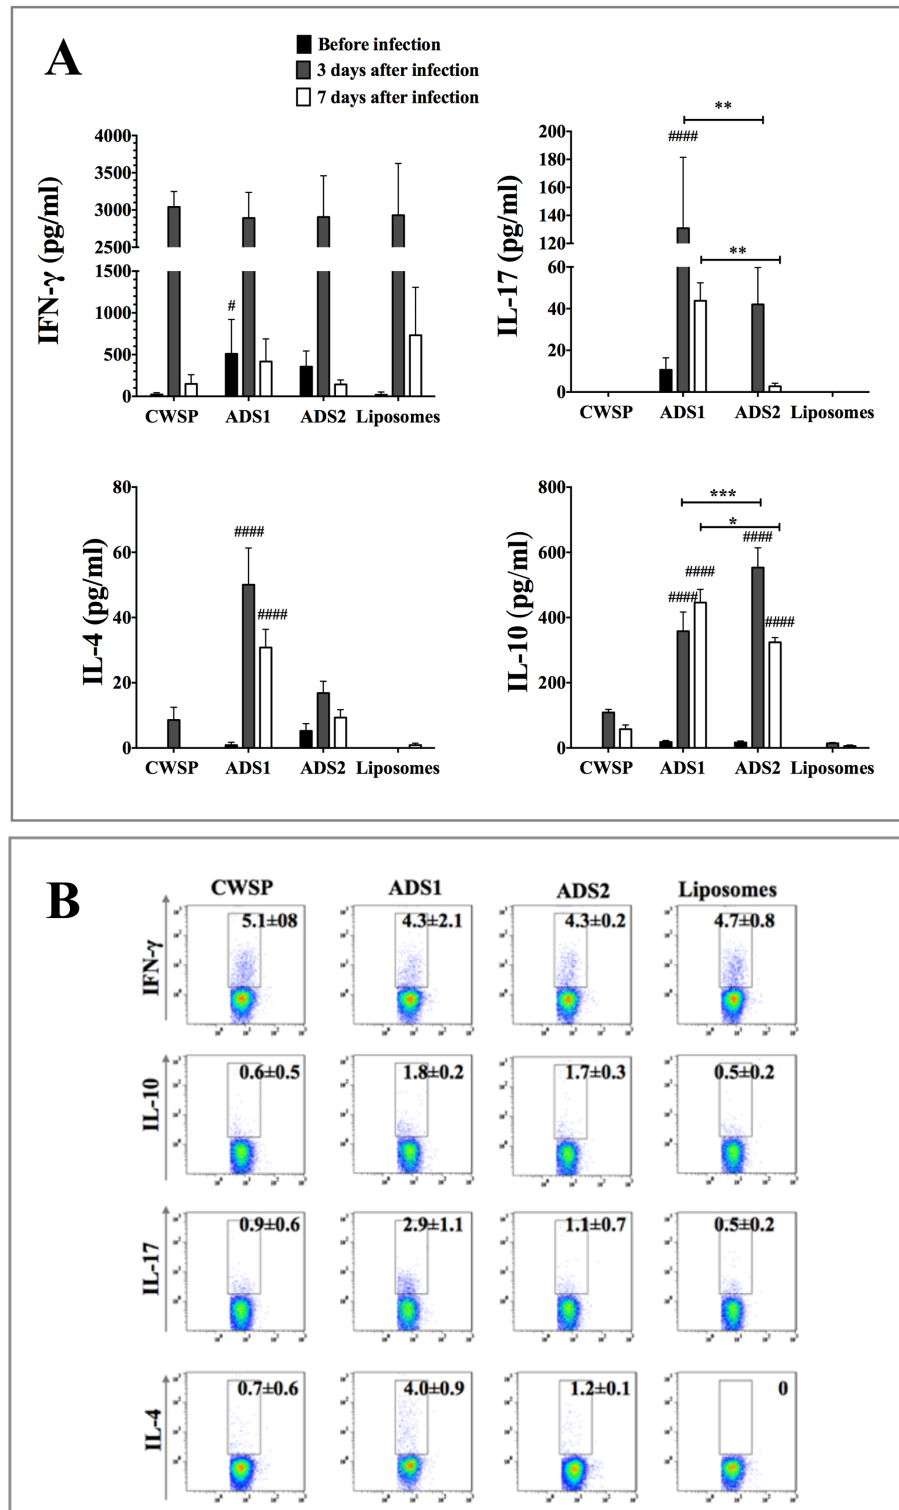 A
Before infection
3 days after infection
7 days after infection
IFN-γ (pg/ml)
4000
3500
3000
2500
1500
1000
500
0
#
CWSP ADS1 ADS2 Liposomes
IL-17 (pg/ml)
200
180
160
140
120
60
40
20
0
**
####
**
CWSP ADS1 ADS2 Liposomes
IL-4 (pg/ml)
80
60
40
20
0
####
####
CWSP ADS1 ADS2 Liposomes
IL-10 (pg/ml)
800
600
400
200
0
***
*
####
####
####
####
CWSP ADS1 ADS2 Liposomes
B
CWSP ADS1 ADS2 Liposomes
IFN-γ
5.1±08 4.3±2.1 4.3±0.2 4.7±0.8
IL-10
0.6±0.5 1.8±0.2 1.7±0.3 0.5±0.2
IL-17
0.9±0.6 2.9±1.1 1.1±0.7 0.5±0.2
IL-4
0.7±0.6 4.0±0.9 1.2±0.1 0